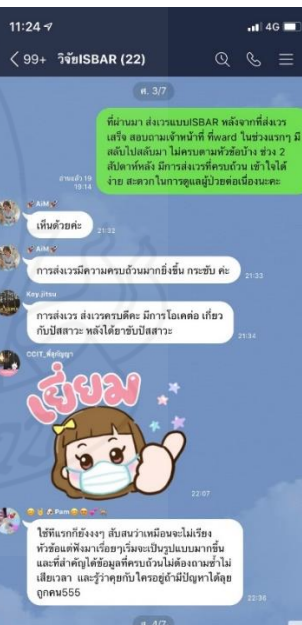 11:24
4G
99+ วิจัยISBAR (22)
ศ. 3/7
ที่ผ่านมา ส่งเวรแบบISBAR หลังจากที่ส่งเวร
เสร็จ สอบถามเจ้าหน้าที่ ที่ward ในช่วงแรกๆ มี
สลับไปสลับมา ไม่ครบตามหัวข้อบ้าง ช่วง 2
สัปดาห์หลัง มีการส่งเวรที่ครบถ้วน เข้าใจได้
ง่าย สะดวกในการดูแลผู้ป่วยต่อเนื่องนะคะ
อ่านแล้ว 19
19:14
AiM
เห็นด้วยค่ะ
21:32
AiM
การส่งเวรมีความครบถ้วนมากยิ่งขึ้น กระชับ ค่ะ
21:33
Key.jitsu
การส่งเวร ส่งเวรครบดีคะ มีการโอเคต่อ เกี่ยว
กับปัสสาวะ หลังได้ยาขับปัสสาวะ
21:34
CCIT_พี่สุกัญญา
เยี่ยม
22:07
Pam
ใช้ทีแรกก็ยังงงๆ สับสนว่าเหมือนจะไม่เรียง
หัวข้อแต่ฟังมาเรื่อยๆเริ่มจะเป็นรูปแบบมากขึ้น
และที่สำคัญได้ข้อมูลที่ครบถ้วนไม่ต้องถามซ้ำไม่
เสียเวลา และรู้ว่าคุยกับใครอยู่ถ้ามีปัญหาได้ลุย
ถูกคน555
22:36
ส. 4/7